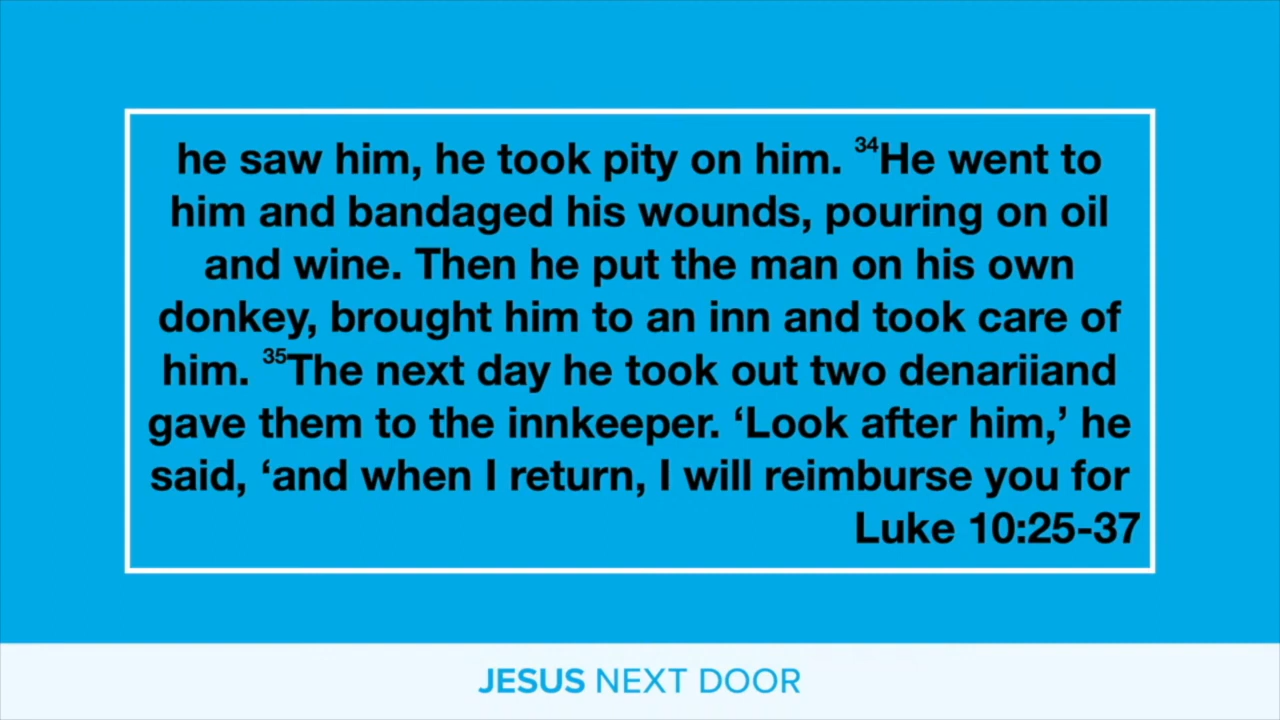 he saw him, he took pity on him. 34He went to
him and bandaged his wounds, pouring on oil
and wine. Then he put the man on his own
donkey, brought him to an inn and took care of
him. 35The next day he took out two denariiand
gave them to the innkeeper. ‘Look after him,’ he
said, ‘and when I return, I will reimburse you for
Luke 10:25-37
JESUS NEXT DOOR